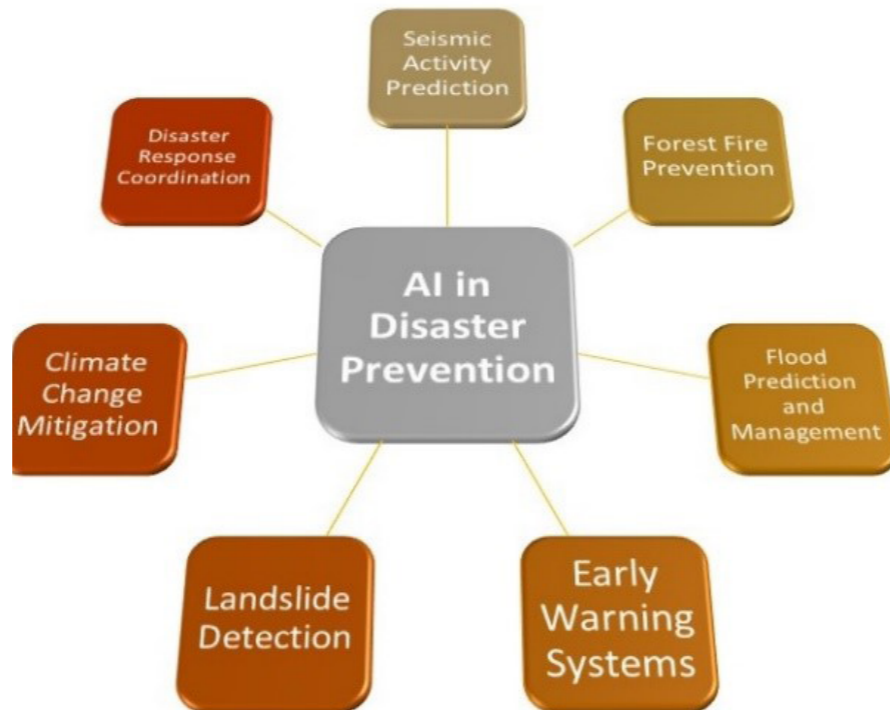 Seismic
Activity
Prediction
Disaster
Response
Coordination
Forest Fire
Prevention
AI in
Disaster
Prevention
Climate
Change
Mitigation
Flood
Prediction
and
Management
Landslide
Detection
Early
Warning
Systems